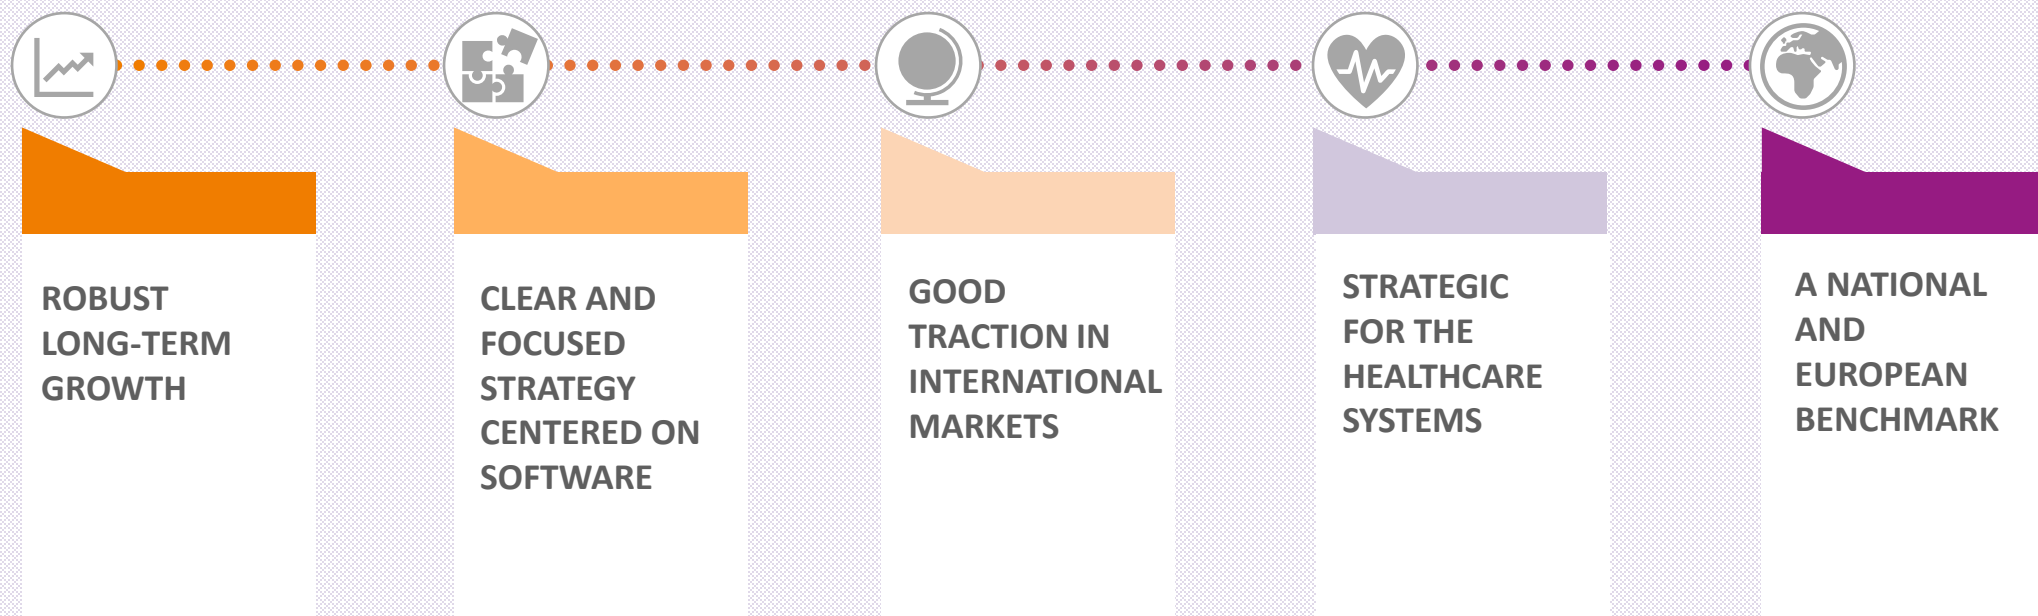 ROBUST
LONG-TERM
GROWTH
CLEAR AND
FOCUSED
STRATEGY
CENTERED ON
SOFTWARE
GOOD
TRACTION IN
INTERNATIONAL
MARKETS
STRATEGIC
FOR THE
HEALTHCARE
SYSTEMS
A NATIONAL
AND
EUROPEAN
BENCHMARK